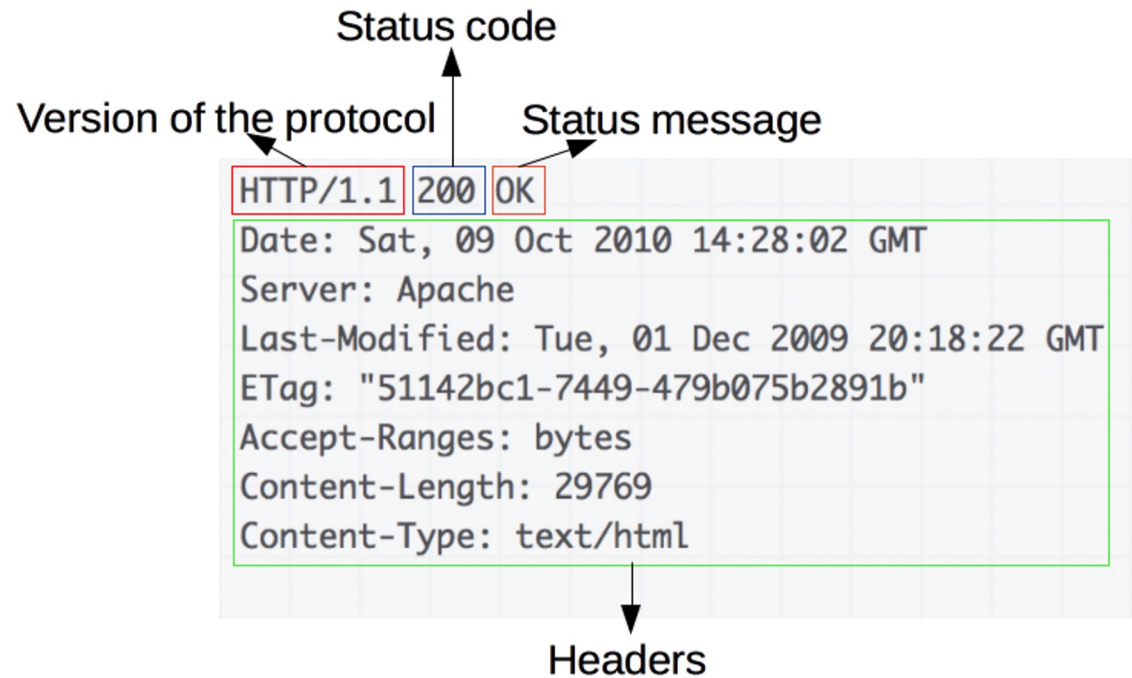 Status code
Version of the protocol
Status message
HTTP/1.1 200 OK
Date: Sat, 09 Oct 2010 14:28:02 GMT
Server: Apache
Last-Modified: Tue, 01 Dec 2009 20:18:22 GMT
ETag: "51142bc1-7449-479b075b2891b"
Accept-Ranges: bytes
Content-Length: 29769
Content-Type: text/html
Headers